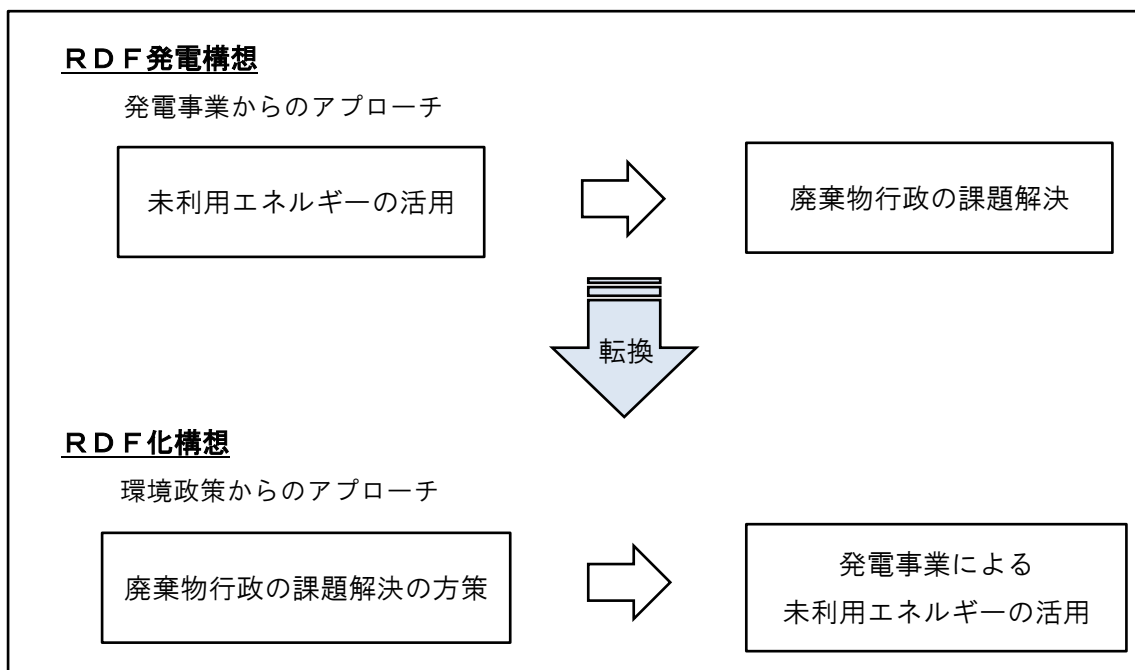 ＲＤＦ発電構想
発電事業からのアプローチ
未利用エネルギーの活用
廃棄物行政の課題解決
転換
ＲＤＦ化構想
環境政策からのアプローチ
廃棄物行政の課題解決の方策
発電事業による
未利用エネルギーの活用